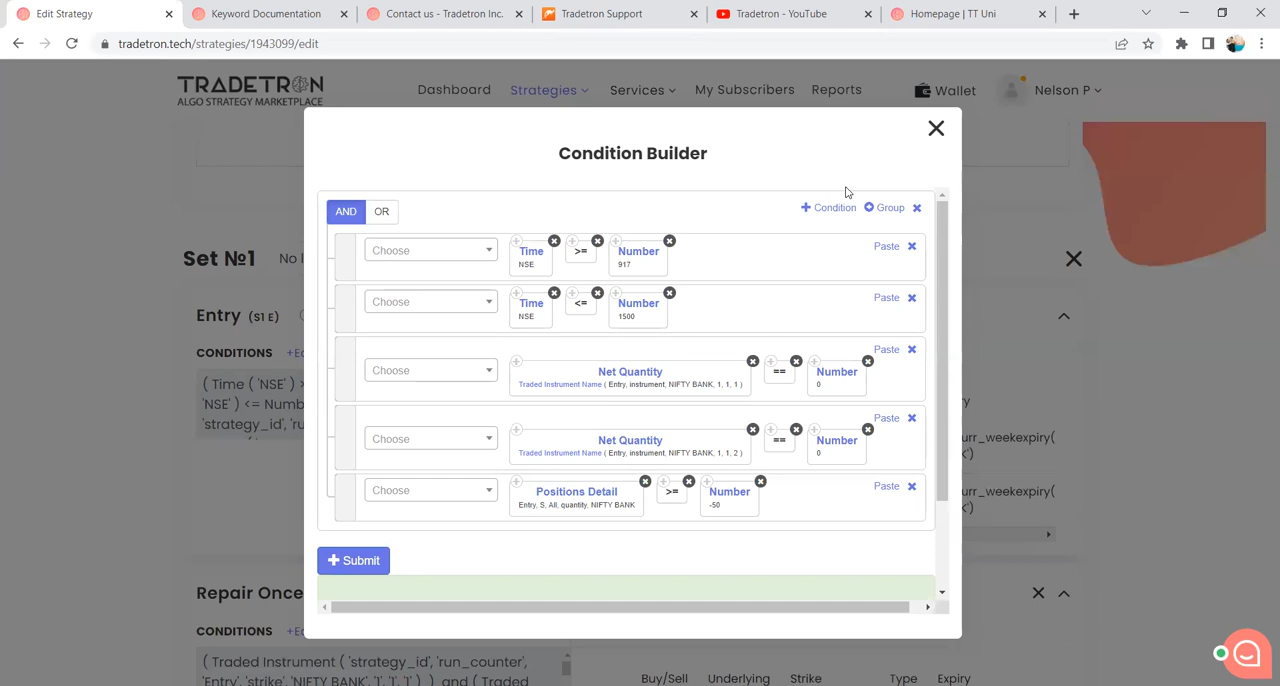 Edit Strategy
Keyword Documentation
Contact us - Tradetron Inc.
Tradetron Support
Tradetron - YouTube
Homepage | TT Uni
tradetron.tech/strategies/1943099/edit
TRADETRON
ALGO STRATEGY MARKETPLACE
Dashboard
Strategies
Services
My Subscribers
Reports
Wallet
Nelson P
Condition Builder
AND OR
Condition Group
Choose Time NSE >= Number 917 Paste
Choose Time NSE <= Number 1500 Paste
Paste
Choose Net Quantity == Number
Traded Instrument Name ( Entry, instrument, NIFTY BANK, 1, 1, 1 ) 0
Paste
Choose Net Quantity == Number
Traded Instrument Name ( Entry, instrument, NIFTY BANK, 1, 1, 2 ) 0
Choose Positions Detail >= Number Paste
Entry, S, All, quantity, NIFTY BANK -50
Submit
Set №1
Entry (S1 E)
CONDITIONS
( Time ( 'NSE' )
'NSE' ) <= Num
'strategy_id', 'ru
urr_weekexpiry(
urr_weekexpiry(
Repair Once
CONDITIONS
( Traded Instrument ( 'strategy_id', 'run_counter',
'Entry', 'strike', 'NIFTY BANK', '1', '1', '1' ) ) and ( Traded
Buy/Sell Underlying Strike Type Expiry